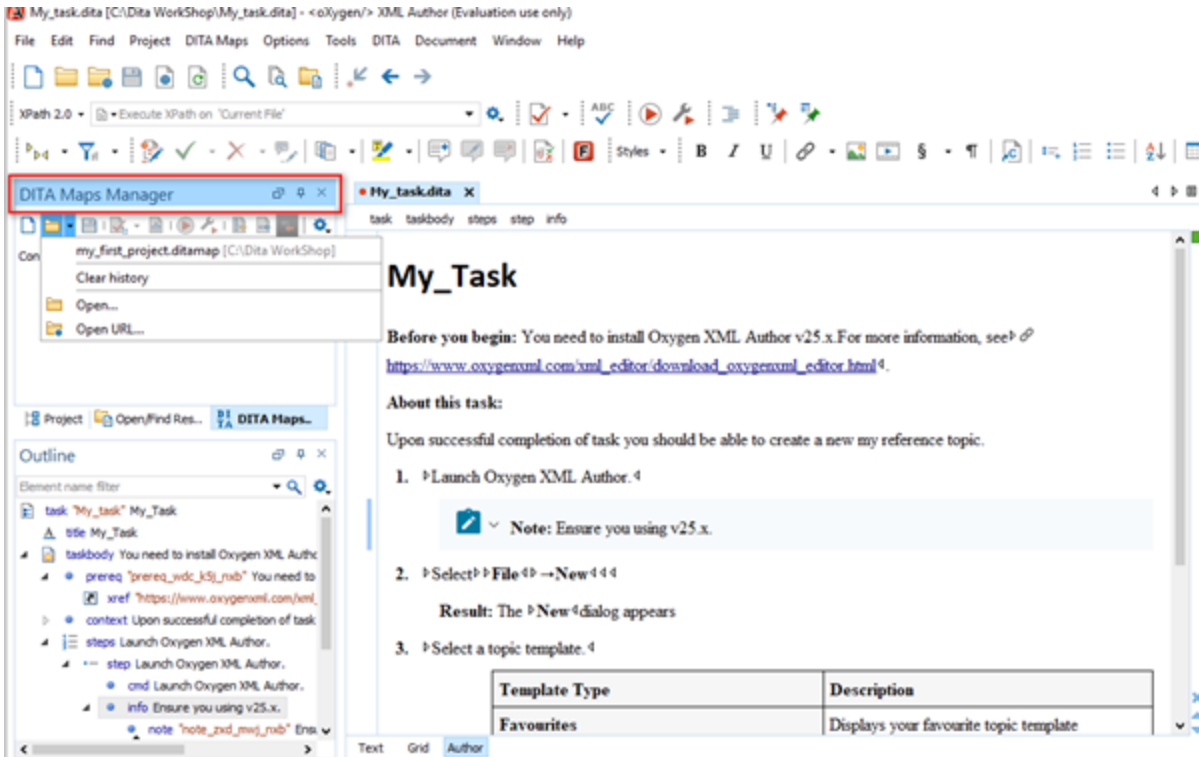 My_task.dita [C:\Dita WorkShop\My_task.dita] - <oXygen/> XML Author (Evaluation use only)
File Edit Find Project DITA Maps Options Tools DITA Document Window Help
XPath 2.0 Execute XPath on 'Current File'
ABC
Styles B I U § ¶
DITA Maps Manager
my_first_project.ditamap [C:\Dita WorkShop]
Con
Clear history
Open...
Open URL...
Project Open/Find Res... DITA Maps...
Outline
Element name filter
task "My_task" My_Task
title My_Task
taskbody You need to install Oxygen XML Autho
prereq "prereq_wdc_k5j_nxb" You need to
xref "https://www.oxygenxml.com/xml_
context Upon successful completion of task
steps Launch Oxygen XML Author.
step Launch Oxygen XML Author.
cmd Launch Oxygen XML Author.
info Ensure you using v25.x.
note "note_zxd_mwj_nxb" Ensu
My_task.dita
task taskbody steps step info
My_Task
Before you begin: You need to install Oxygen XML Author v25.x.For more information, see
https://www.oxygenxml.com/xml_editor/download_oxygenxml_editor.html.
About this task:
Upon successful completion of task you should be able to create a new my reference topic.
1. Launch Oxygen XML Author.
Note: Ensure you using v25.x.
2. Select File → New
Result: The New dialog appears
3. Select a topic template.
Template Type Description
Favourites Displays your favourite topic template
Text Grid Author